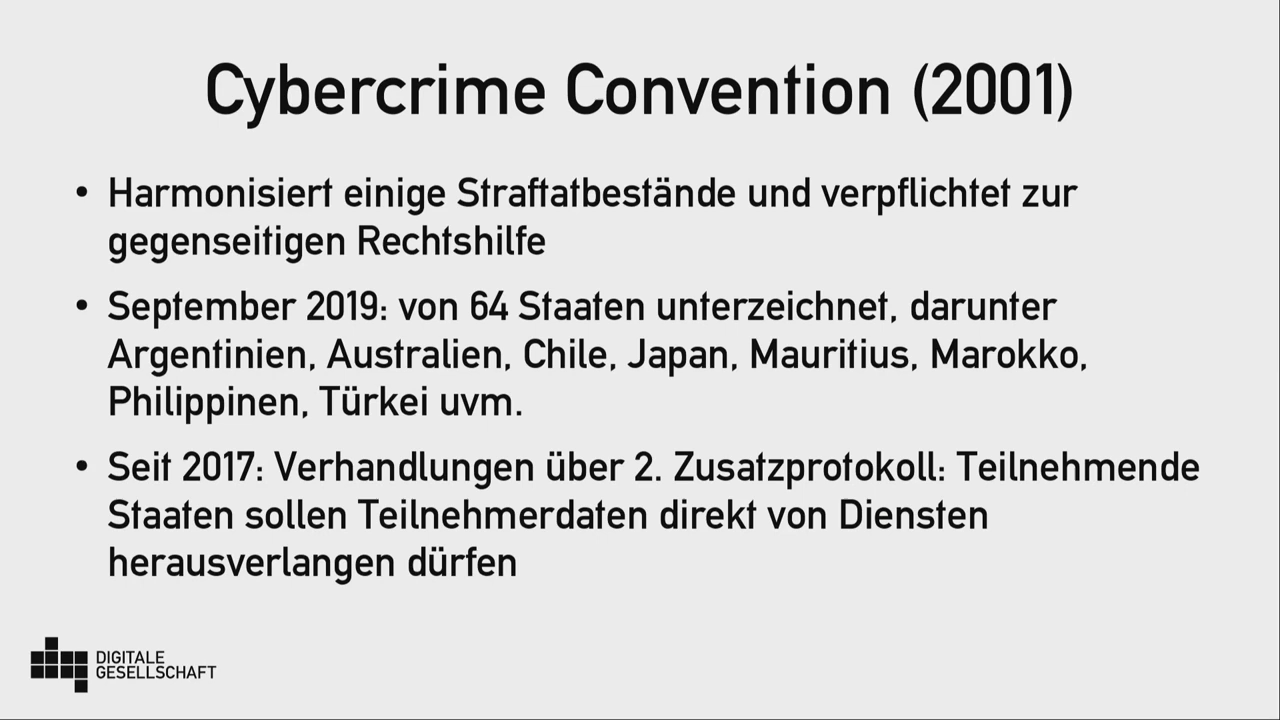 Cybercrime Convention (2001)
• Harmonisiert einige Straftatbestände und verpflichtet zur
gegenseitigen Rechtshilfe
• September 2019: von 64 Staaten unterzeichnet, darunter
Argentinien, Australien, Chile, Japan, Mauritius, Marokko,
Philippinen, Türkei uvm.
• Seit 2017: Verhandlungen über 2. Zusatzprotokoll: Teilnehmende
Staaten sollen Teilnehmerdaten direkt von Diensten
herausverlangen dürfen
DIGITALE
GESELLSCHAFT